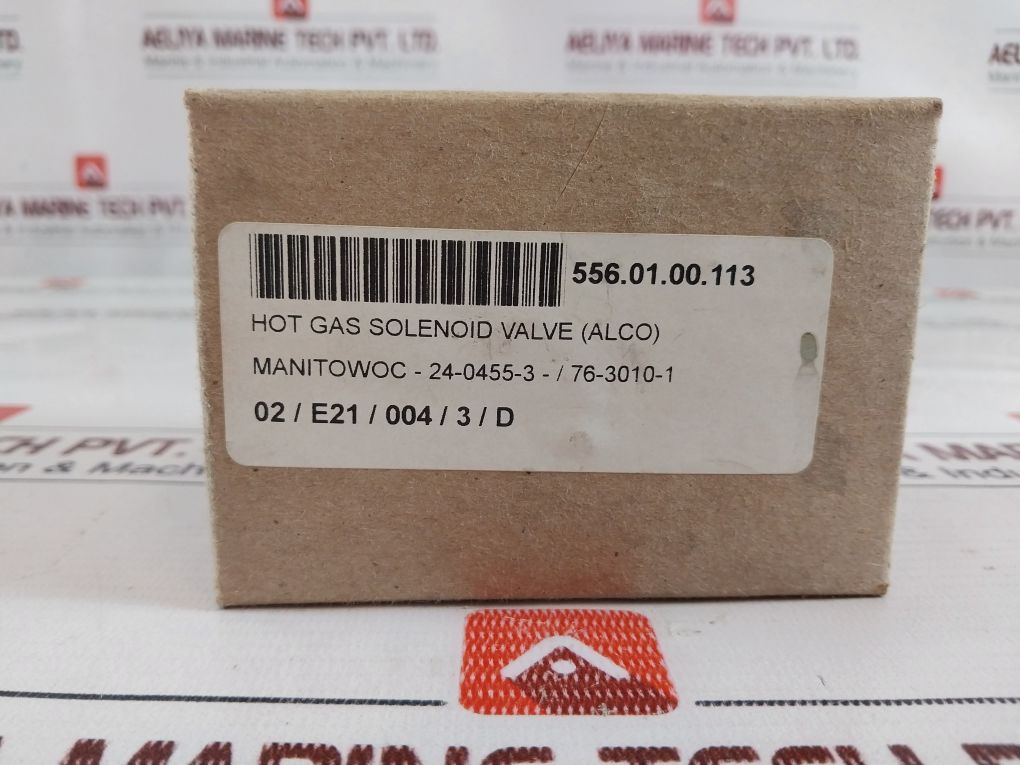 AELIYA MARINE TECH PVT. LTD.
AELIYA MARINE TECH PVT. LTD.
556.01.00.113
HOT GAS SOLENOID VALVE (ALCO)
MANITOWOC - 24-0455-3 - / 76-3010-1
02 / E21 / 004 / 3 / D